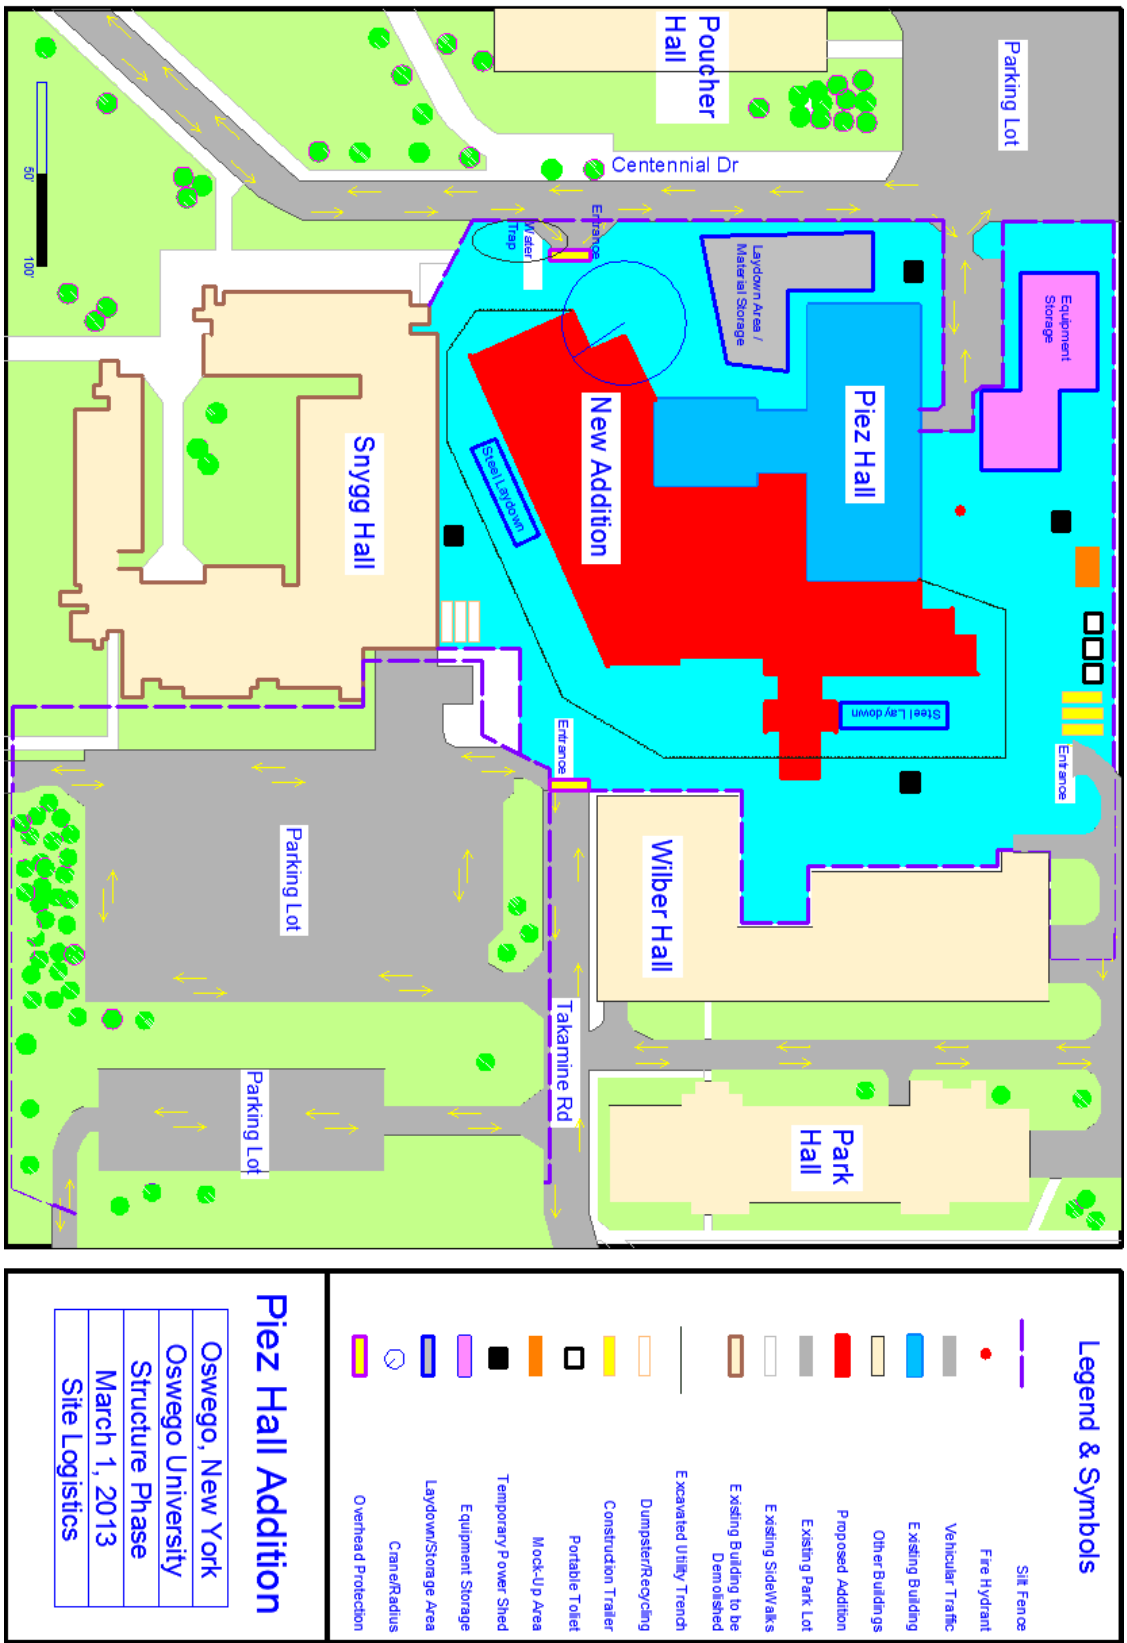 Parking Lot
Poucher
Hall
Centennial Dr
Entrance
Water
Trap
Laydown Area /
Material Storage
Equipment
Storage
Piez Hall
New Addition
Steel Laydown
Snygg Hall
Steel Laydown
Entrance
Entrance
Wilber Hall
Parking Lot
Takamine Rd
Parking Lot
Park
Hall
50'
100'
Legend & Symbols
Silt Fence
Fire Hydrant
Vehicular Traffic
Existing Building
Other Buildings
Proposed Addition
Existing Park Lot
Existing SideWalks
Existing Building to be
Demolished
Excavated Utility Trench
Dumpster/Recycling
Construction Trailer
Portable Toliet
Mock-Up Area
Temporary Power Shed
Equipment Storage
Laydown/Storage Area
Crane/Radius
Overhead Protection
Piez Hall Addition
Oswego, New York
Oswego University
Structure Phase
March 1, 2013
Site Logistics